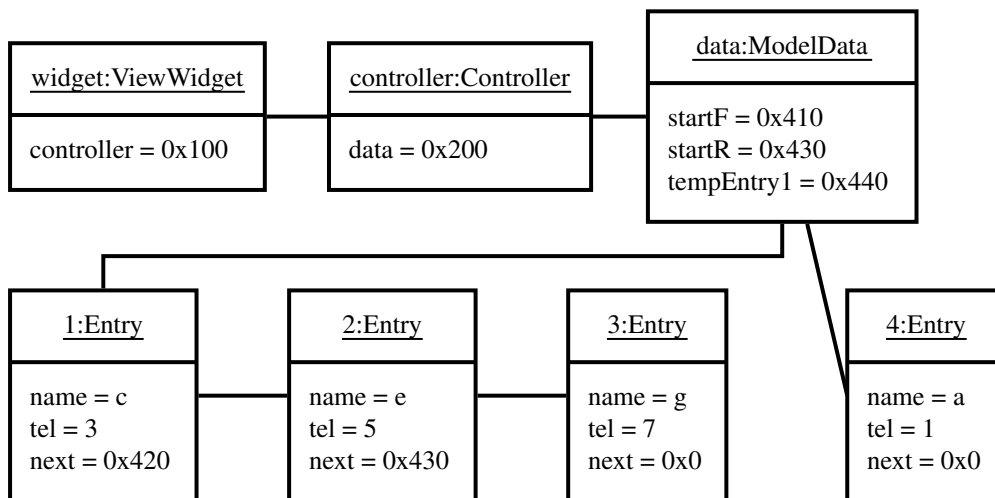 widget:ViewWidget
controller = 0x100
controller:Controller
data = 0x200
data:ModelData
startF = 0x410
startR = 0x430
tempEntry1 = 0x440
1:Entry
name = c
tel = 3
next = 0x420
2:Entry
name = e
tel = 5
next = 0x430
3:Entry
name = g
tel = 7
next = 0x0
4:Entry
name = a
tel = 1
next = 0x0